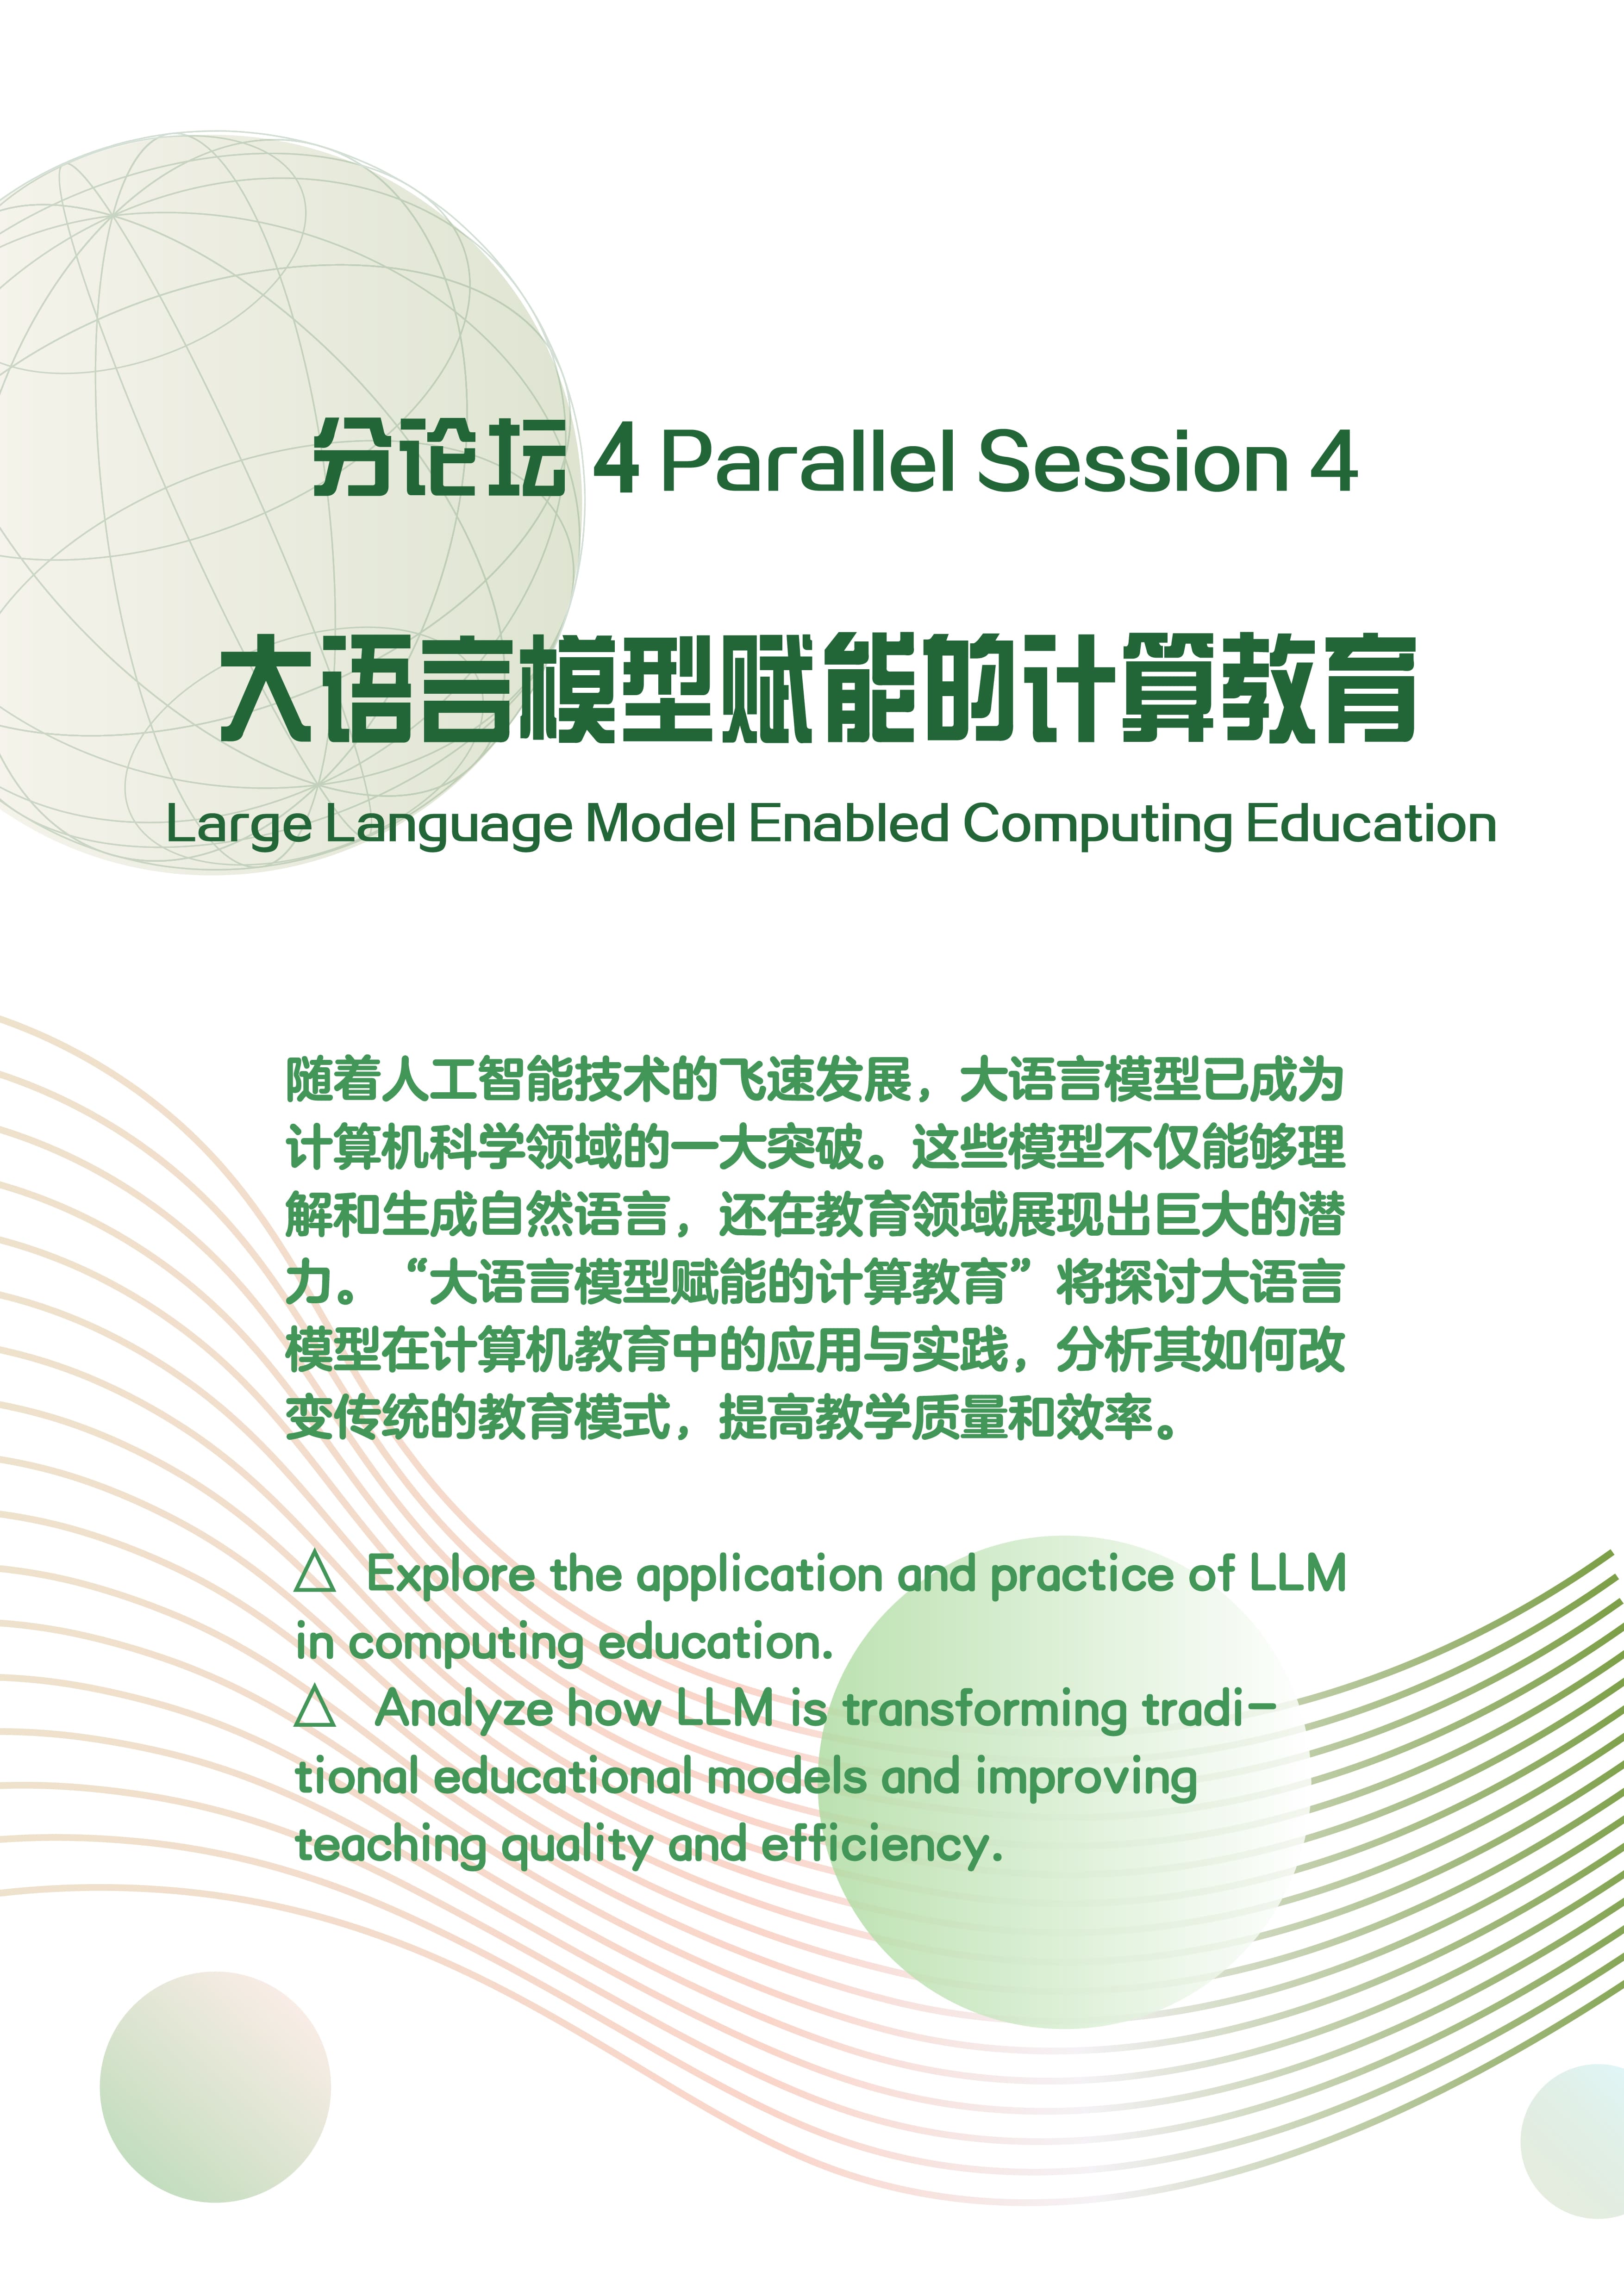 分论坛 4 Parallel Session 4
大语言模型赋能的计算教育
Large Language Model Enabled Computing Education
随着人工智能技术的飞速发展，大语言模型已成为
计算机科学领域的一大突破。这些模型不仅能够理
解和生成自然语言，还在教育领域展现出巨大的潜
力。“大语言模型赋能的计算教育”将探讨大语言
模型在计算机教育中的应用与实践，分析其如何改
变传统的教育模式，提高教学质量和效率。
△ Explore the application and practice of LLM
in computing education.
△ Analyze how LLM is transforming tradi-
tional educational models and improving
teaching quality and efficiency.